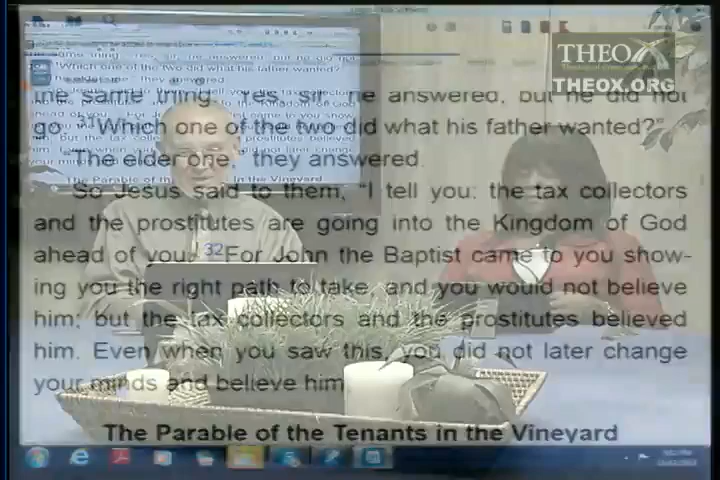 THEOX
THEOX.ORG
the same thing. 'Yes, sir,' he answered, but he did not
go. 31 "Which one of the two did what his father wanted?"
"The elder one," they answered.
So Jesus said to them, "I tell you: the tax collectors
and the prostitutes are going into the Kingdom of God
ahead of you. 32 For John the Baptist came to you show-
ing you the right path to take, and you would not believe
him; but the tax collectors and the prostitutes believed
him. Even when you saw this, you did not later change
your minds and believe him.
The Parable of the Tenants in the Vineyard